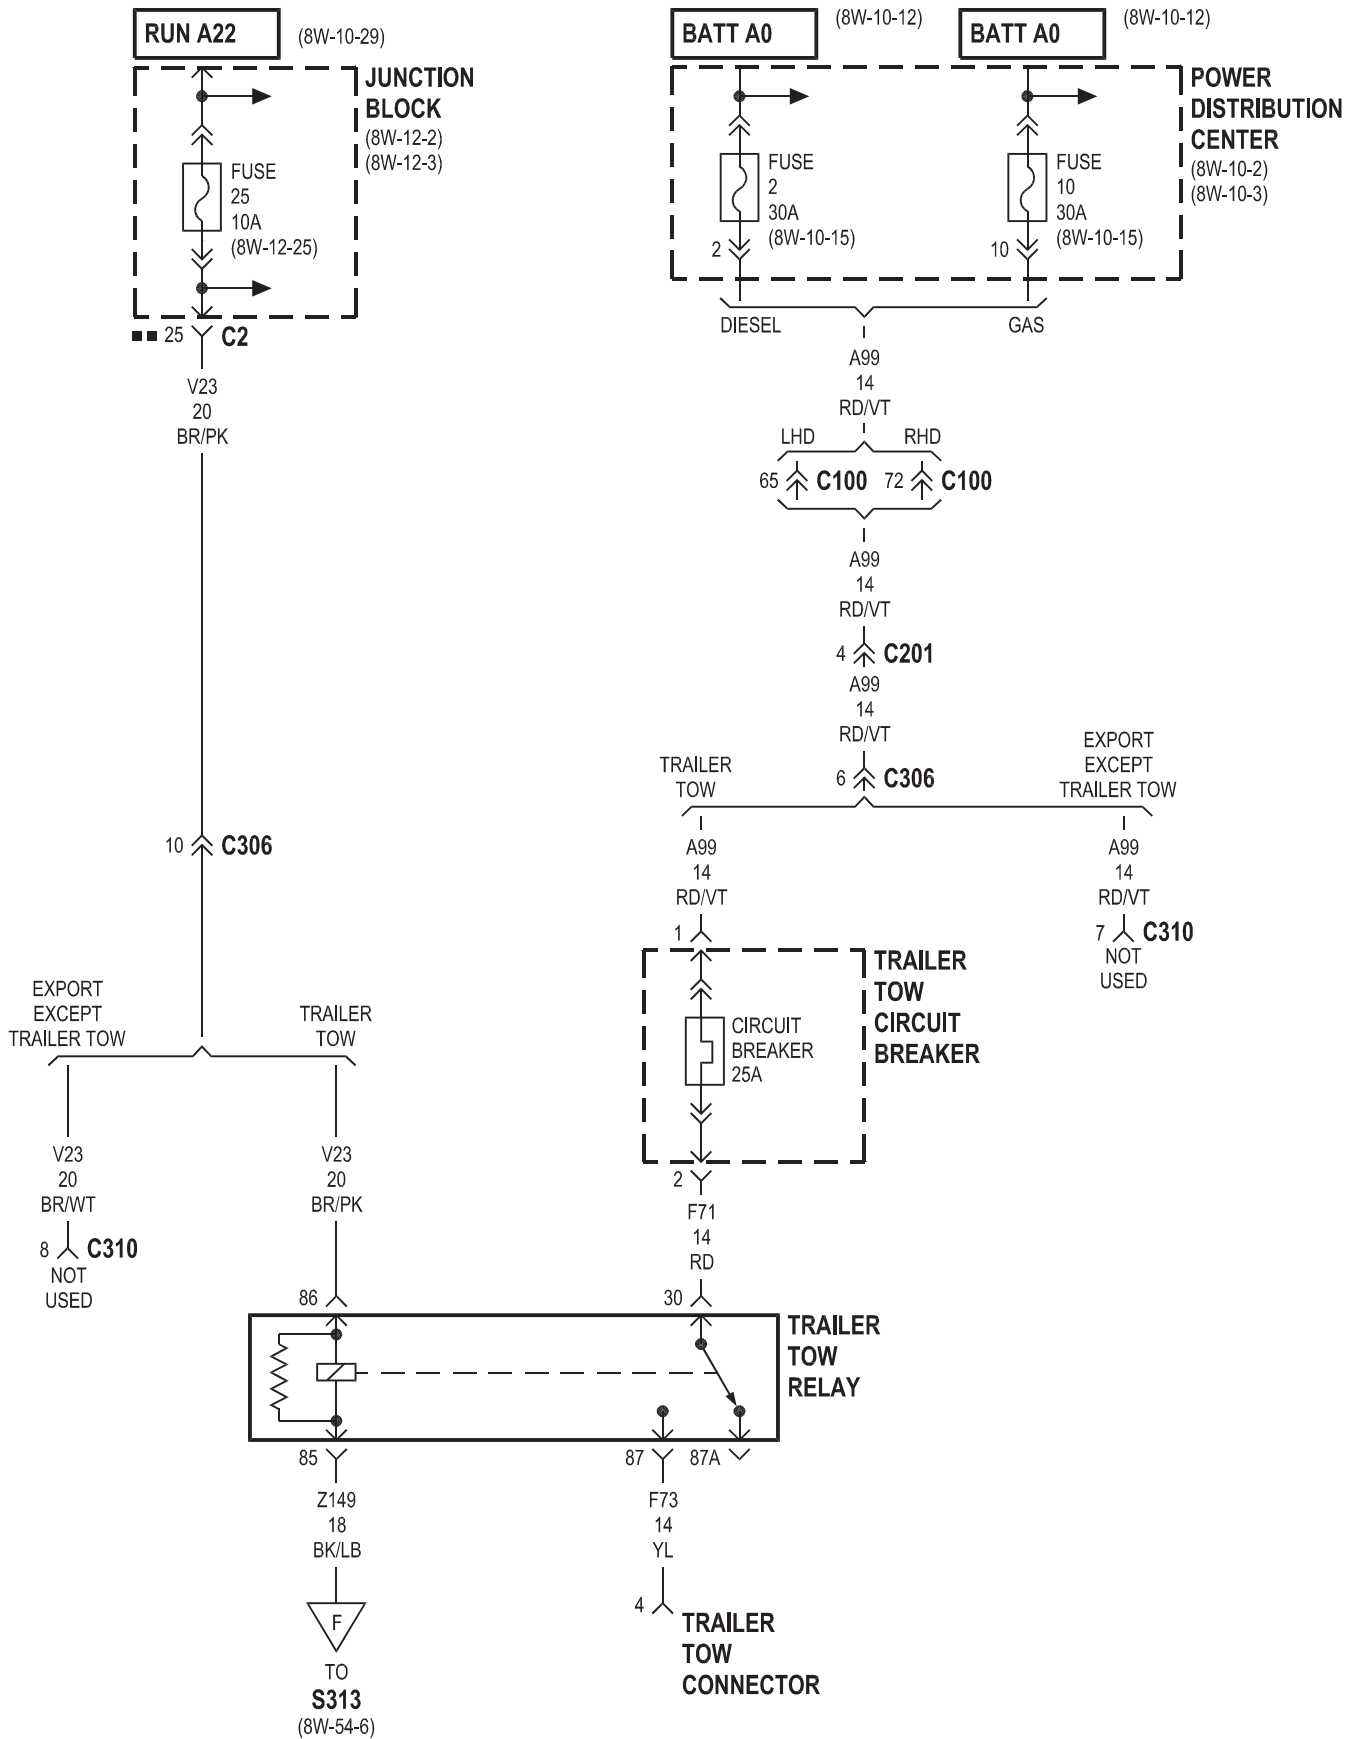 RUN A22
(8W-10-29)
BATT A0
(8W-10-12)
BATT A0
(8W-10-12)
JUNCTION
BLOCK
(8W-12-2)
(8W-12-3)
FUSE
25
10A
(8W-12-25)
25
C2
V23
20
BR/PK
POWER
DISTRIBUTION
CENTER
(8W-10-2)
(8W-10-3)
FUSE
2
30A
(8W-10-15)
2
FUSE
10
30A
(8W-10-15)
10
DIESEL
GAS
A99
14
RD/VT
LHD
RHD
65
C100
72
C100
A99
14
RD/VT
4
C201
A99
14
RD/VT
6
C306
TRAILER
TOW
EXPORT
EXCEPT
TRAILER TOW
A99
14
RD/VT
A99
14
RD/VT
1
7
C310
NOT
USED
10
C306
TRAILER
TOW
CIRCUIT
BREAKER
CIRCUIT
BREAKER
25A
EXPORT
EXCEPT
TRAILER TOW
TRAILER
TOW
V23
20
BR/WT
V23
20
BR/PK
8
C310
NOT
USED
2
F71
14
RD
86
30
TRAILER
TOW
RELAY
85
87
87A
Z149
18
BK/LB
F73
14
YL
F
TO
S313
(8W-54-6)
4
TRAILER
TOW
CONNECTOR